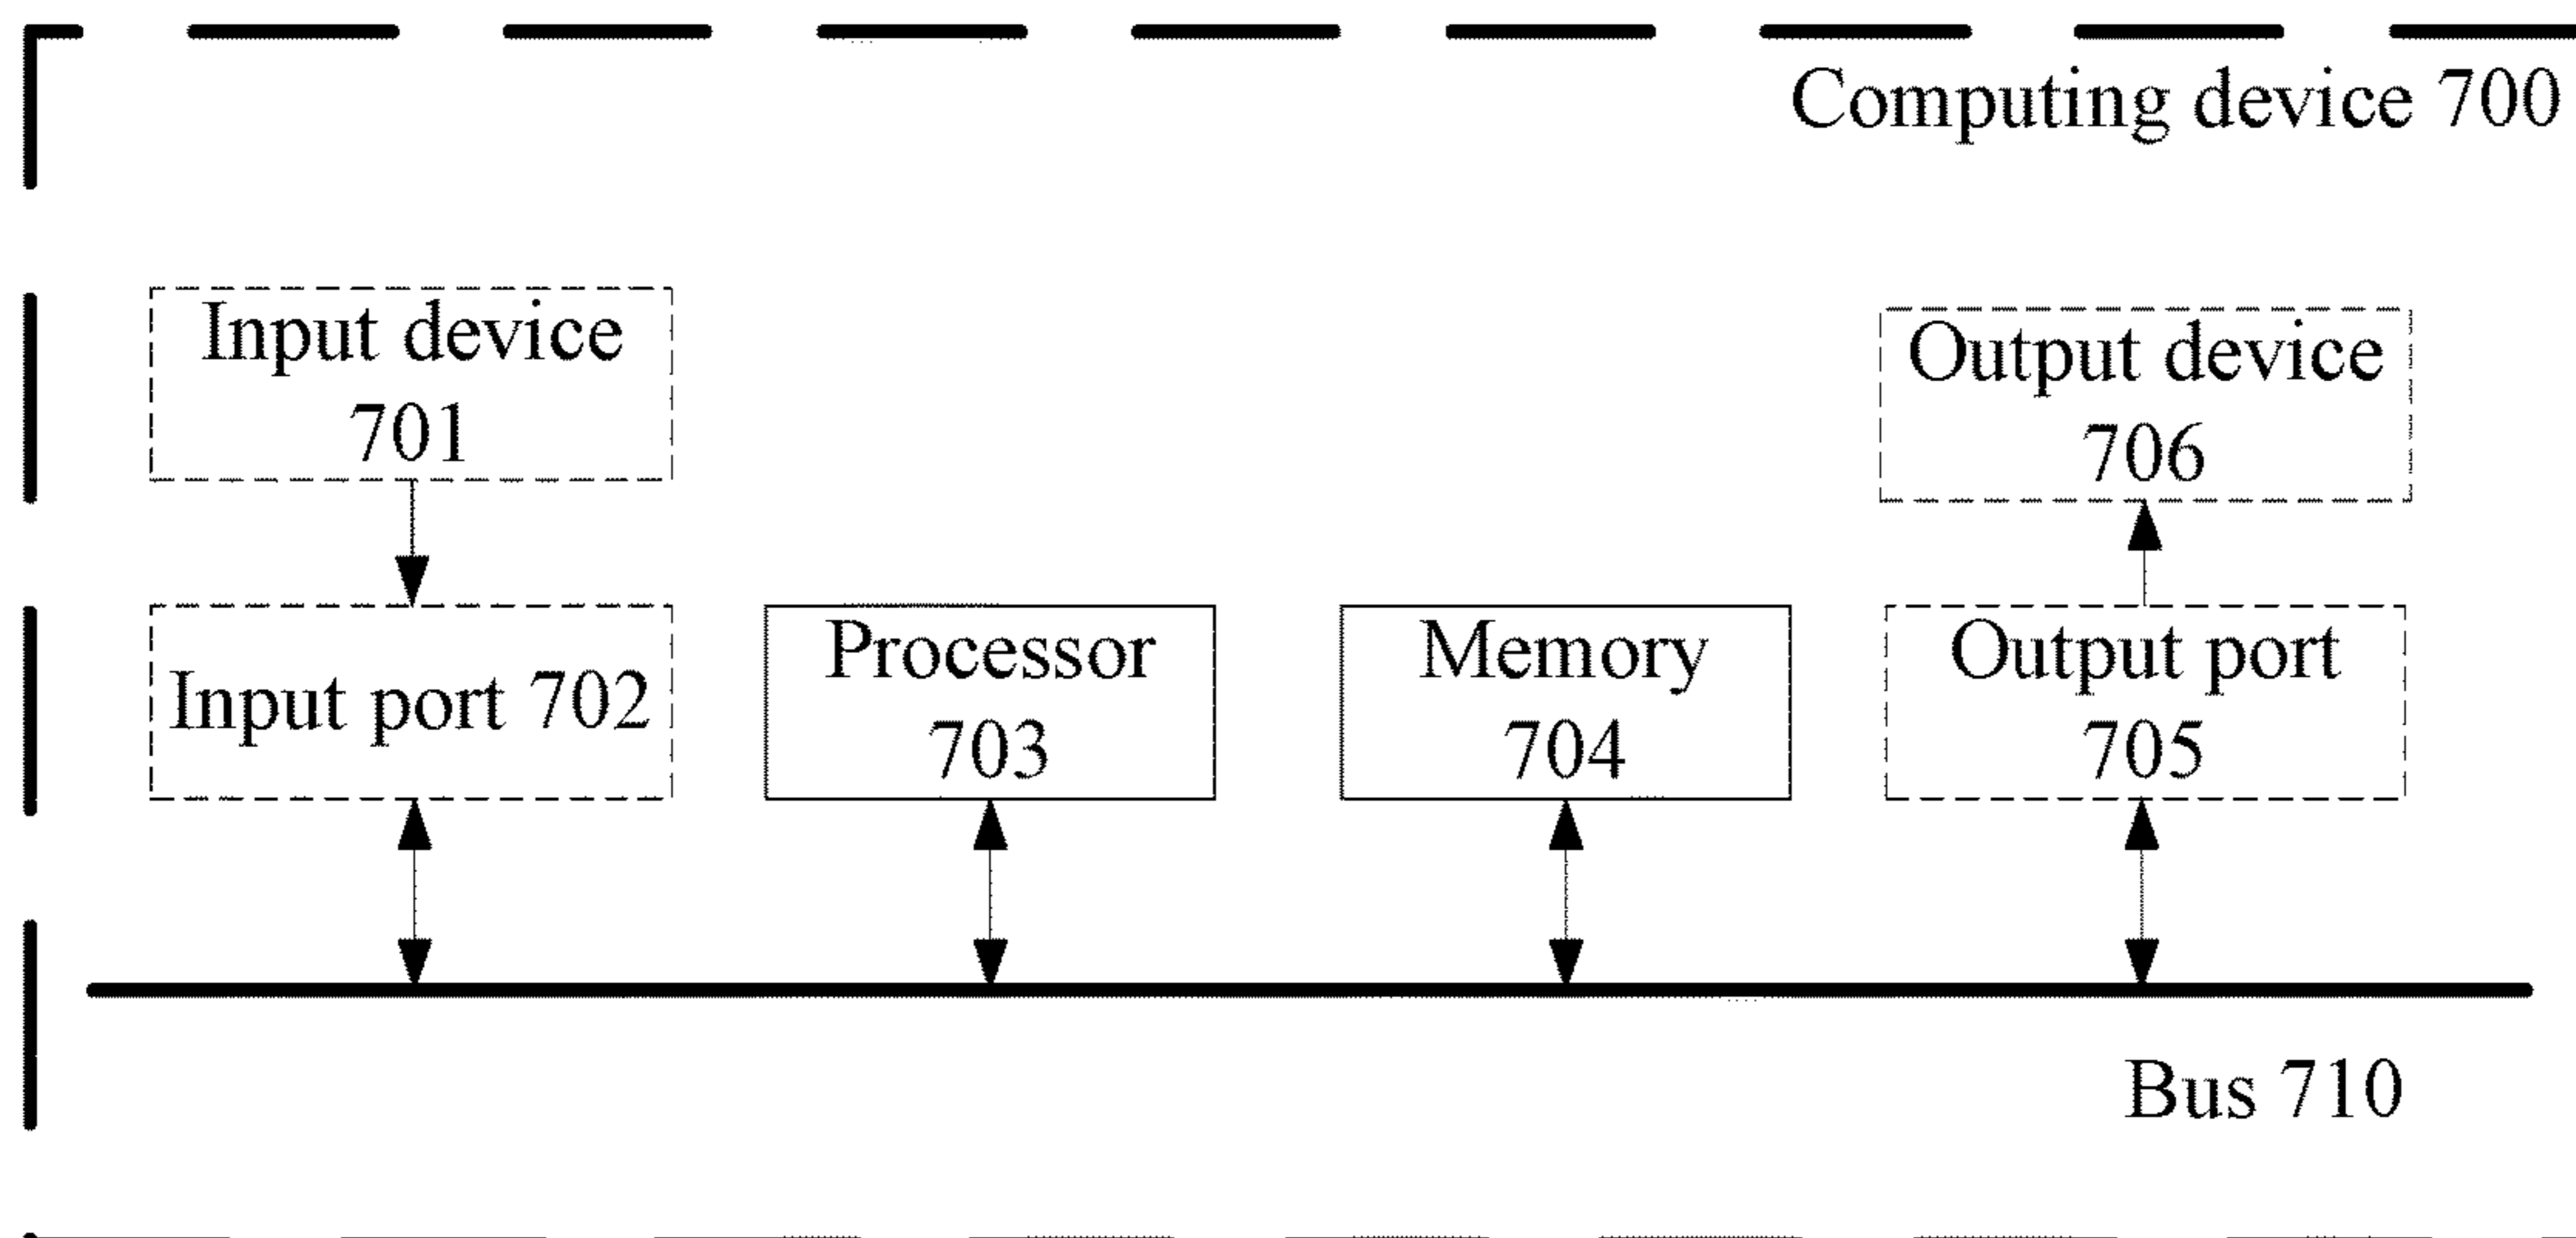 Computing device 700
Input device
701
Output device
706
Input port 702
Processor
703
Memory
704
Output port
705
Bus 710